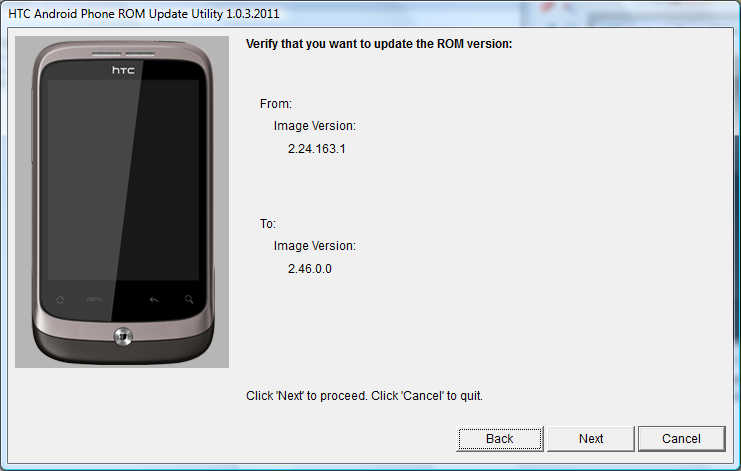 HTC Android Phone ROM Update Utility 1.0.3.2011
Verify that you want to update the ROM version:
hTC
From:
Image Version:
2.24.163.1
To:
Image Version:
2.46.0.0
MENU
Click 'Next' to proceed. Click 'Cancel' to quit.
Back
Next
Cancel